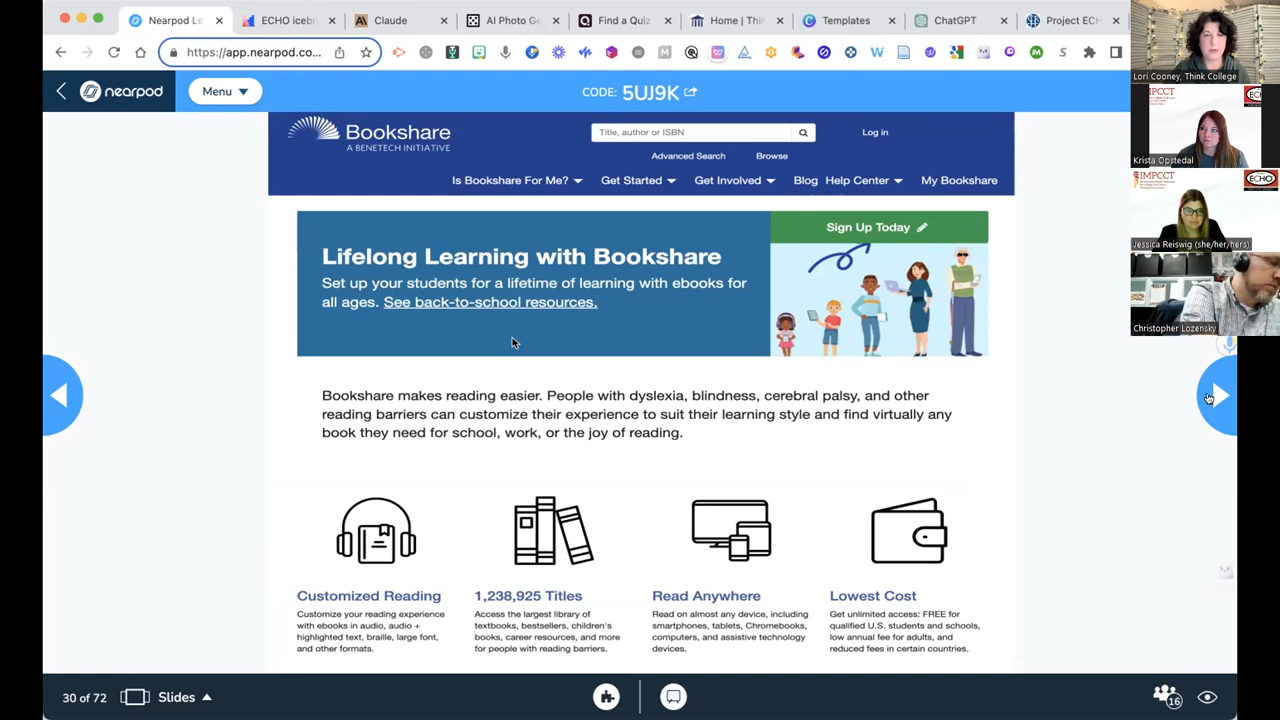 Nearpod Le
ECHO icebr
Claude
AI Photo Ge
Find a Quiz
Home | Thin
Templates
ChatGPT
Project ECH
https://app.nearpod.co...
nearpod
Menu
CODE: 5UJ9K
Bookshare
A BENETECH INITIATIVE
Title, author or ISBN
Log in
Advanced Search
Browse
Is Bookshare For Me?
Get Started
Get Involved
Blog
Help Center
My Bookshare
Lifelong Learning with Bookshare
Set up your students for a lifetime of learning with ebooks for
all ages. See back-to-school resources.
Sign Up Today
Bookshare makes reading easier. People with dyslexia, blindness, cerebral palsy, and other
reading barriers can customize their experience to suit their learning style and find virtually any
book they need for school, work, or the joy of reading.
Customized Reading
Customize your reading experience
with ebooks in audio, audio +
highlighted text, braille, large font,
and other formats.
1,238,925 Titles
Access the largest library of
textbooks, bestsellers, children's
books, career resources, and more
for people with reading barriers.
Read Anywhere
Read on almost any device, including
smartphones, tablets, Chromebooks,
computers, and assistive technology
devices.
Lowest Cost
Get unlimited access: FREE for
qualified U.S. students and schools,
low annual fee for adults, and
reduced fees in certain countries.
30 of 72
Slides
16
Lori Cooney, Think College
IMPCCT
ECHO
Krista Opstedal
IMPCCT
ECHO
Jessica Reiswig (she/her/hers)
Christopher Lozensky